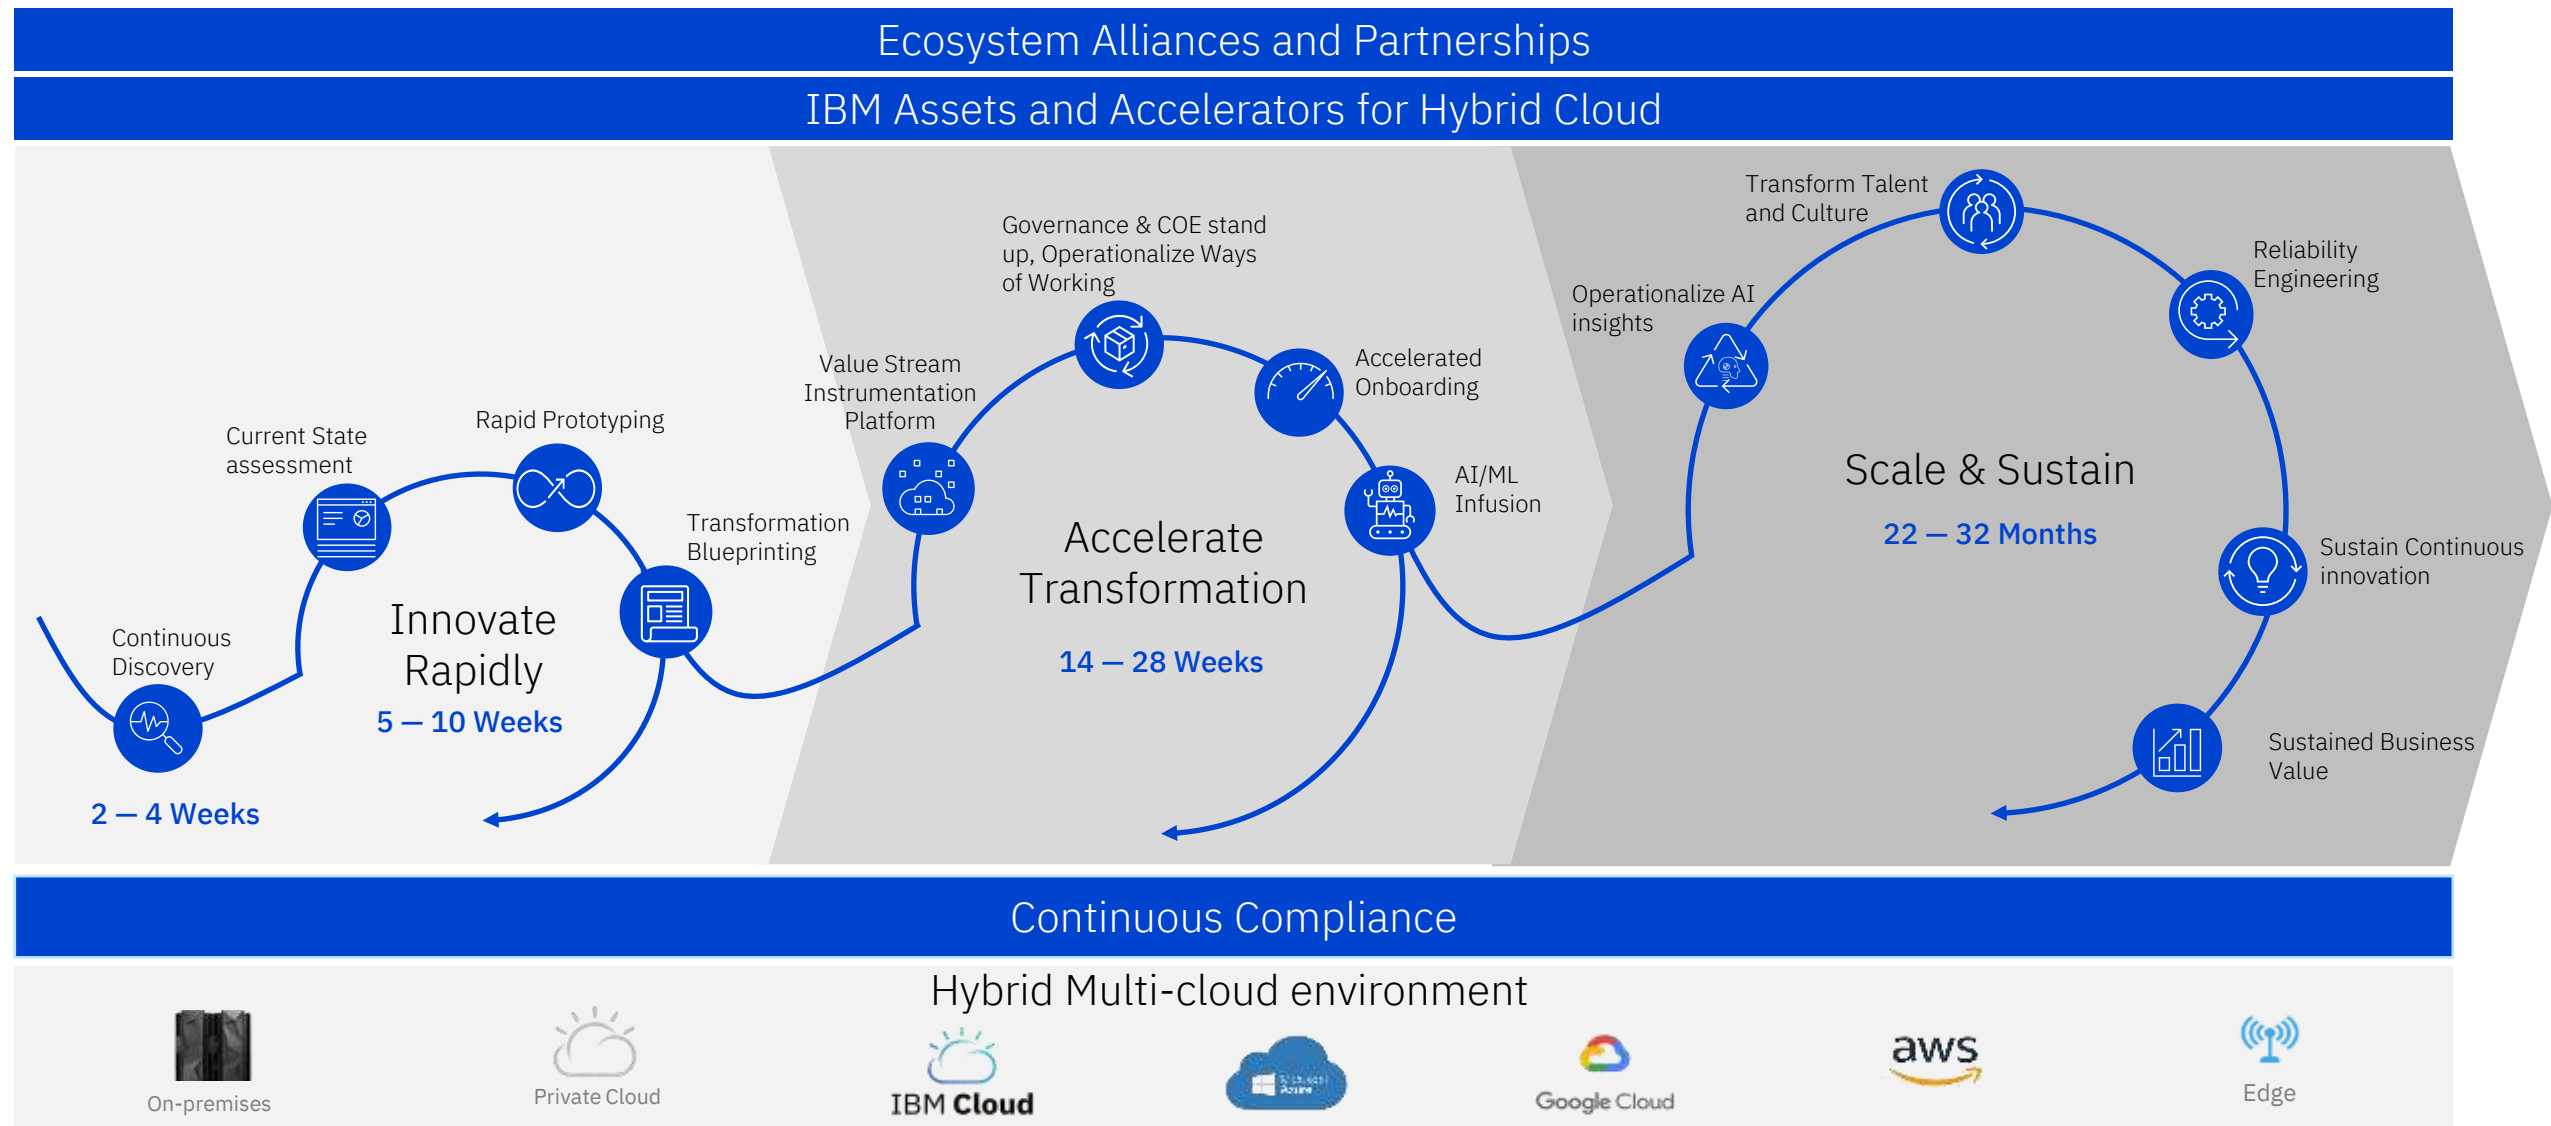 Ecosystem Alliances and Partnerships
IBM Assets and Accelerators for Hybrid Cloud
Continuous
Discovery
2 — 4 Weeks
Current State
assessment
Rapid Prototyping
Transformation
Blueprinting
Innovate
Rapidly
5 — 10 Weeks
Value Stream
Instrumentation
Platform
Governance & COE stand
up, Operationalize Ways
of Working
Accelerated
Onboarding
AI/ML
Infusion
Accelerate
Transformation
14 — 28 Weeks
Operationalize AI
insights
Transform Talent
and Culture
Reliability
Engineering
Sustain Continuous
innovation
Sustained Business
Value
Scale & Sustain
22 — 32 Months
Continuous Compliance
Hybrid Multi-cloud environment
On-premises
Private Cloud
IBM Cloud
Microsoft
Azure
Google Cloud
aws
Edge